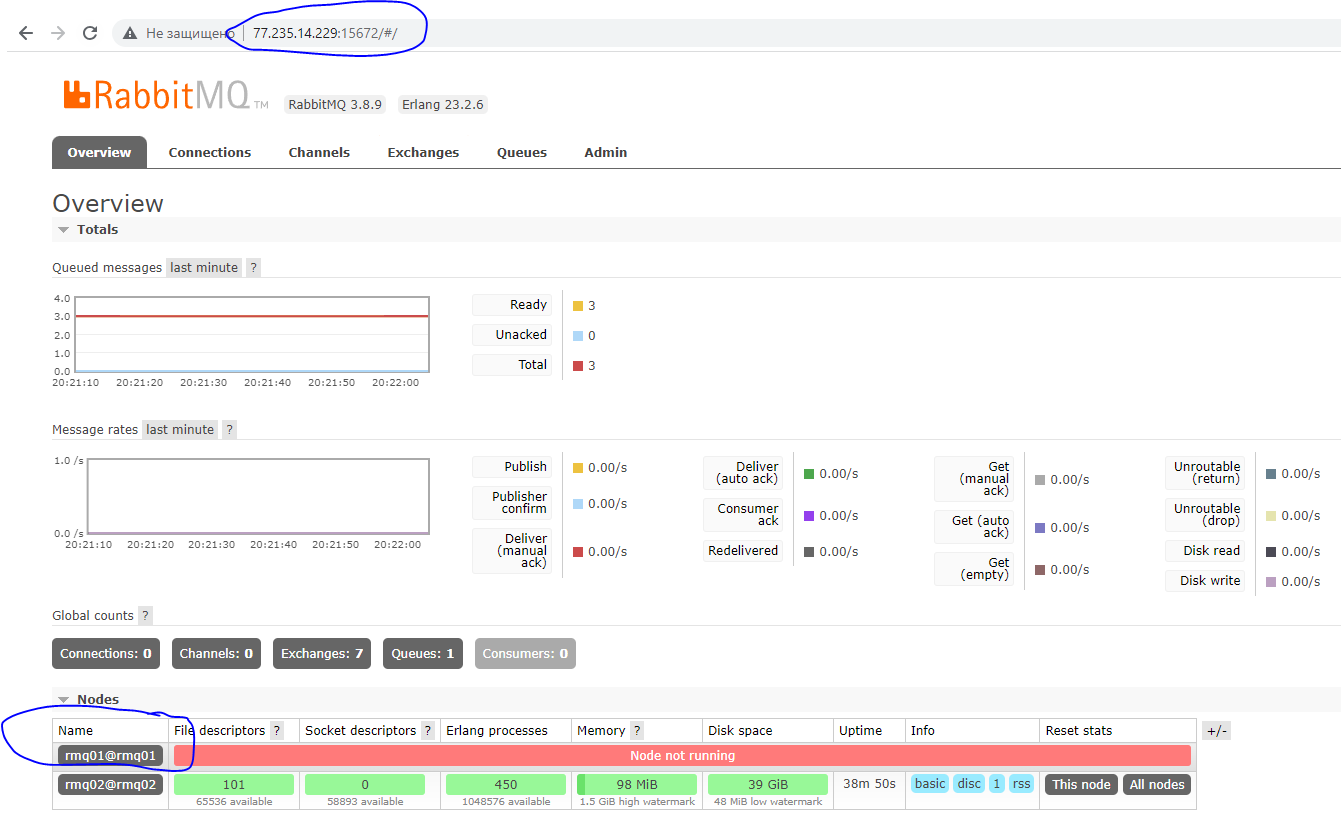 Не защищено 77.235.14.229:15672/#/
RabbitMQ TM RabbitMQ 3.8.9 Erlang 23.2.6
Overview Connections Channels Exchanges Queues Admin
Overview
Totals
Queued messages last minute ?
4.0
3.0
2.0
1.0
0.0
20:21:10 20:21:20 20:21:30 20:21:40 20:21:50 20:22:00
Ready 3
Unacked 0
Total 3
Message rates last minute ?
1.0 /s
0.0 /s
20:21:10 20:21:20 20:21:30 20:21:40 20:21:50 20:22:00
Publish 0.00/s
Publisher
confirm 0.00/s
Deliver
(manual
ack) 0.00/s
Deliver
(auto ack) 0.00/s
Consumer
ack 0.00/s
Redelivered 0.00/s
Get
(manual
ack) 0.00/s
Get (auto
ack) 0.00/s
Get
(empty) 0.00/s
Unroutable
(return) 0.00/s
Unroutable
(drop) 0.00/s
Disk read 0.00/s
Disk write 0.00/s
Global counts ?
Connections: 0 Channels: 0 Exchanges: 7 Queues: 1 Consumers: 0
Nodes
Name File descriptors ? Socket descriptors ? Erlang processes Memory ? Disk space Uptime Info Reset stats +/-
rmq01@rmq01 Node not running
rmq02@rmq02 101 0 450 98 MiB 39 GiB 38m 50s basic disc 1 rss This node All nodes
65536 available 58893 available 1048576 available 1.5 GiB high watermark 48 MiB low watermark